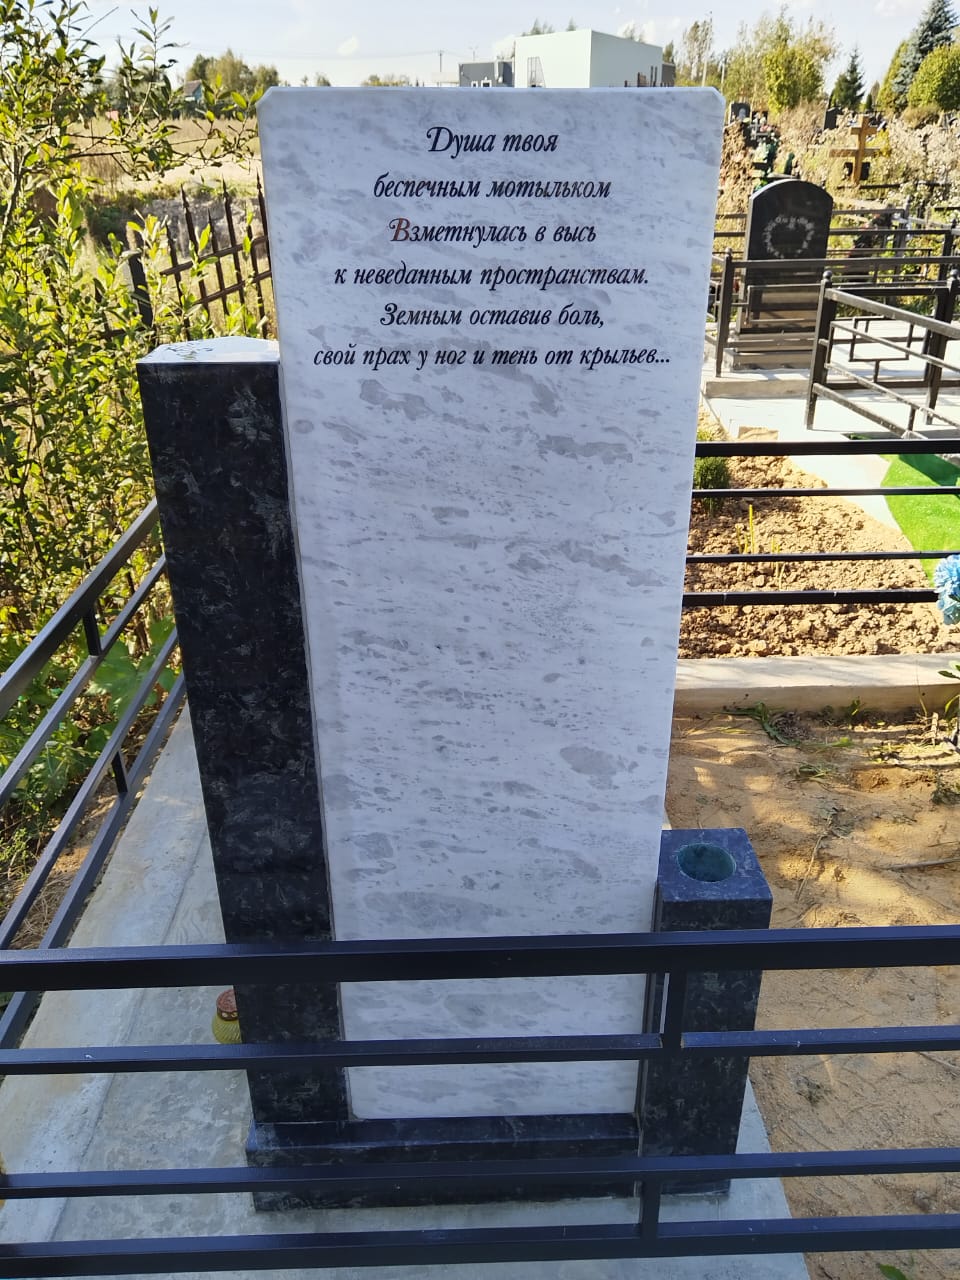 Душа твоя
беспечным мотыльком
Взметнулась в высь
к неведанным пространствам.
Земным оставив боль,
свой прах у ног и тень от крыльев...